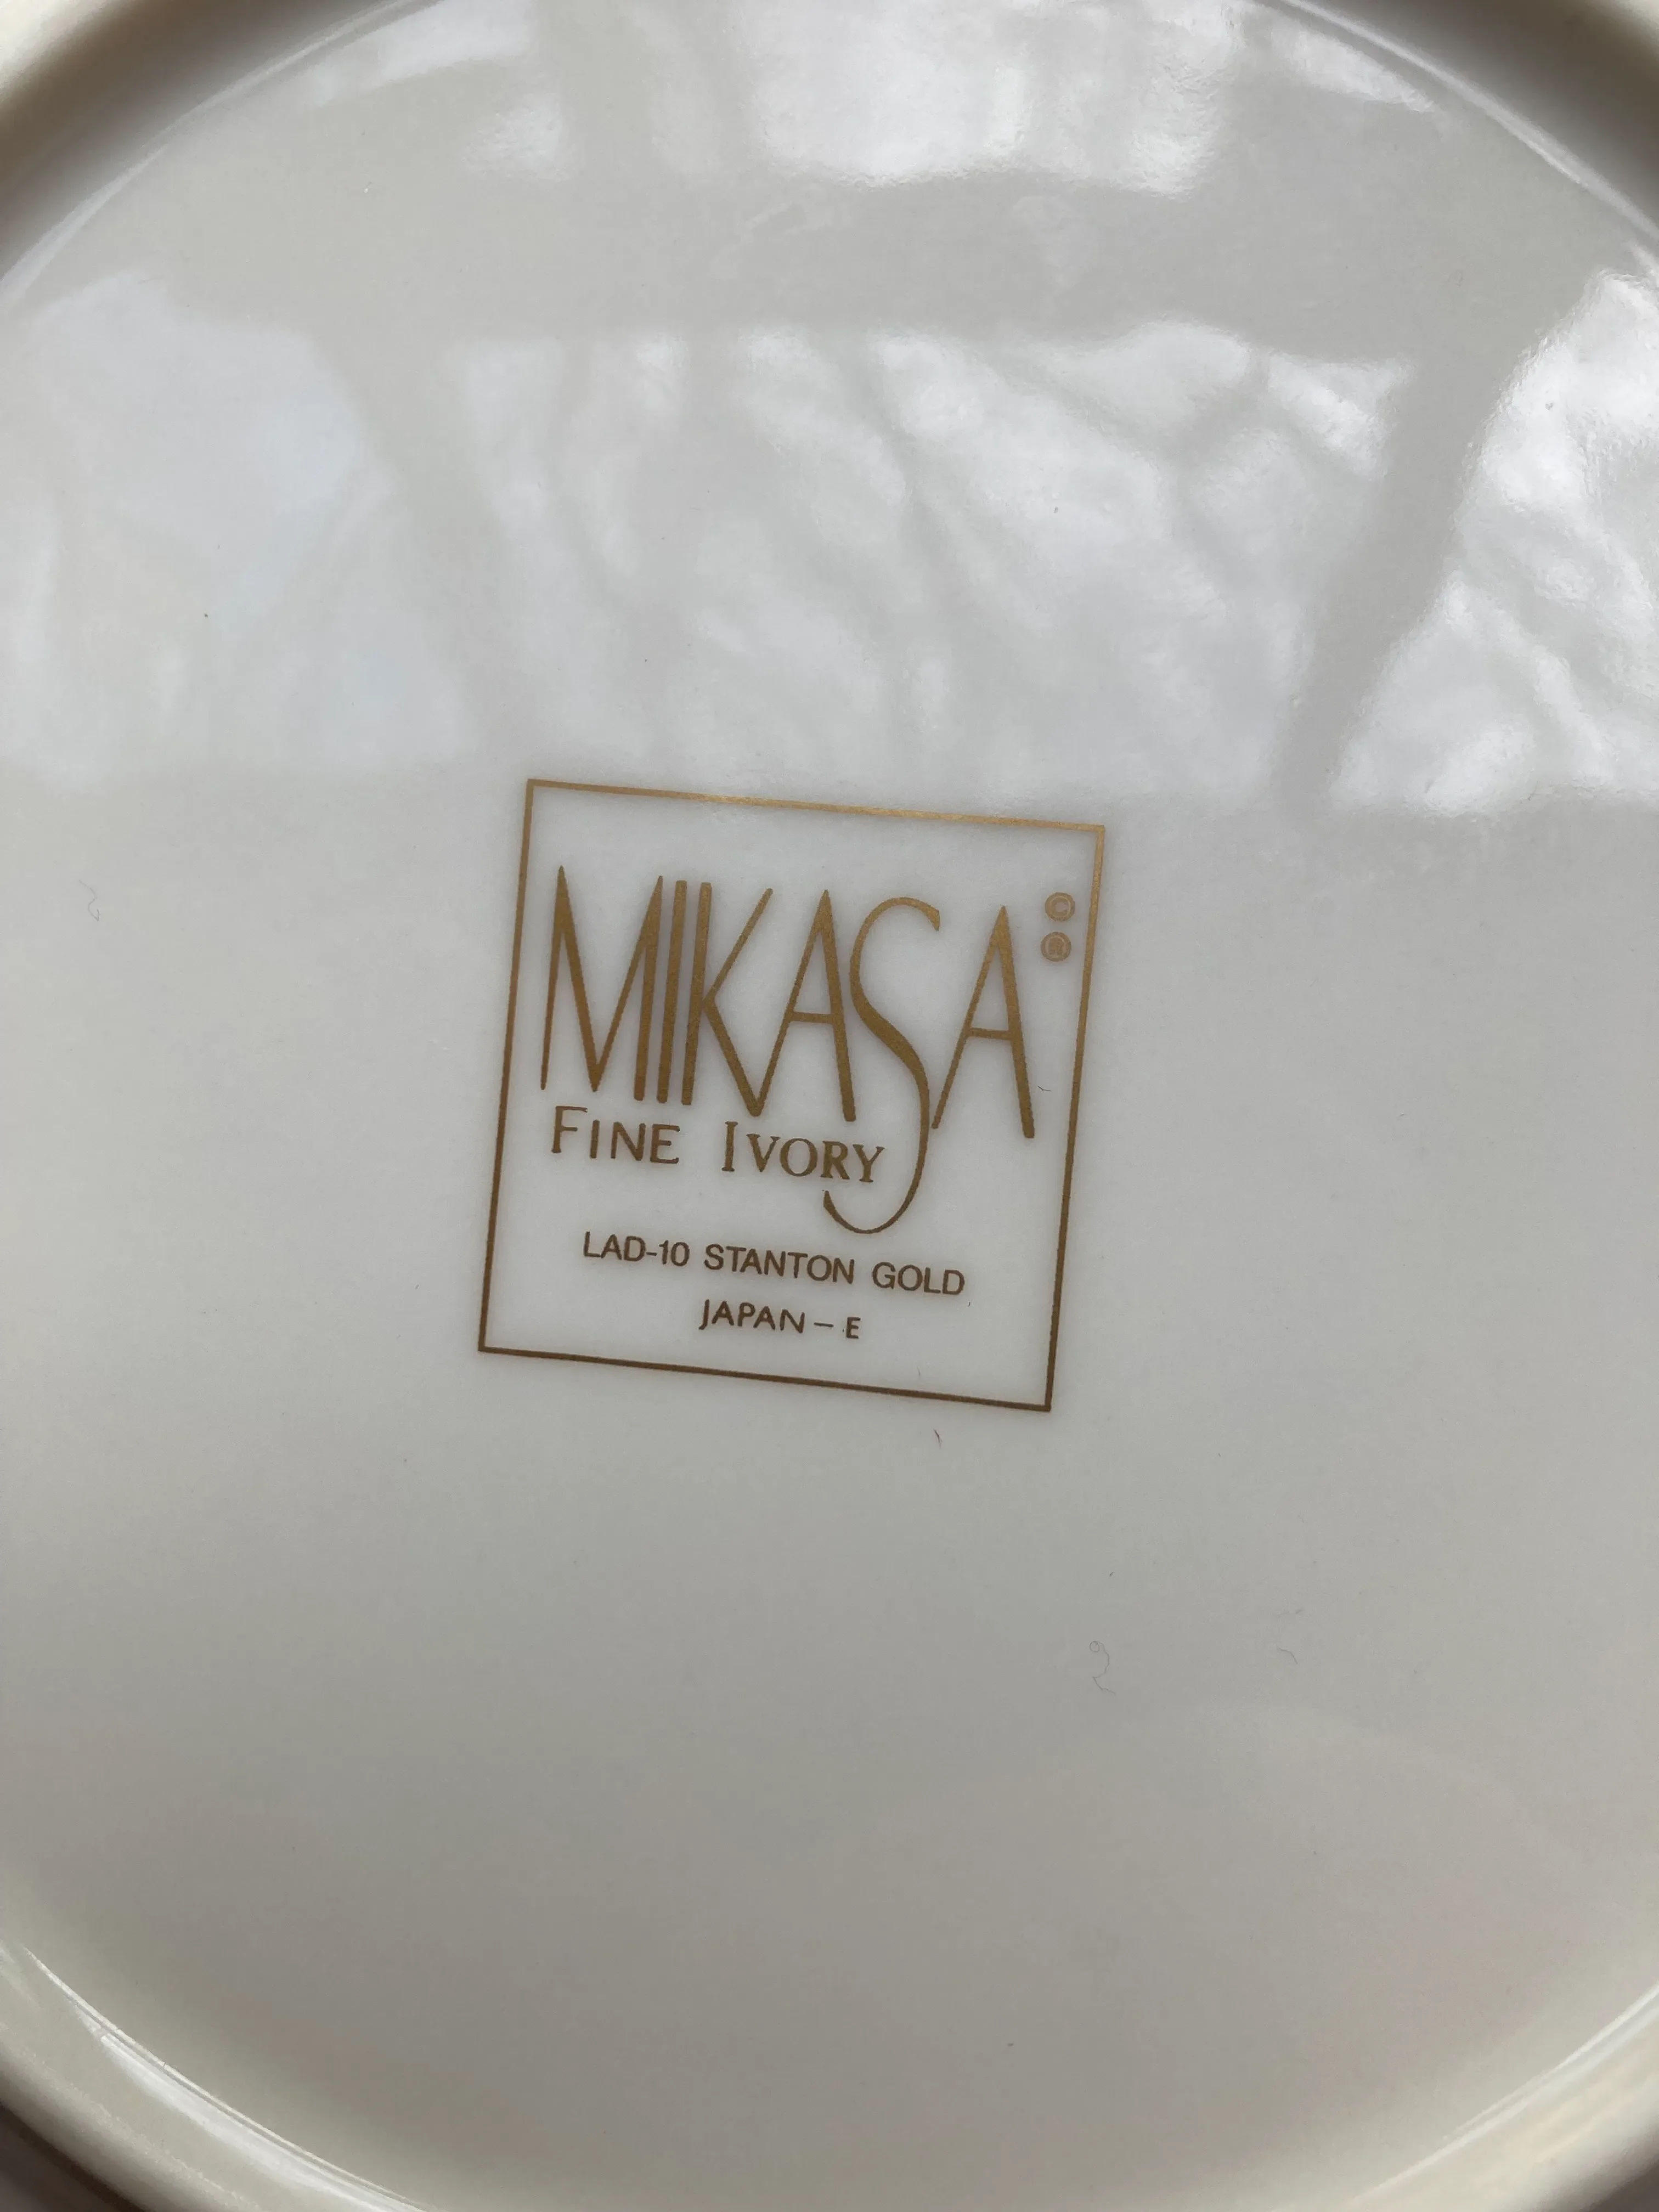 MIKASA ©
®
FINE IVORY
LAD-10 STANTON GOLD
JAPAN – E